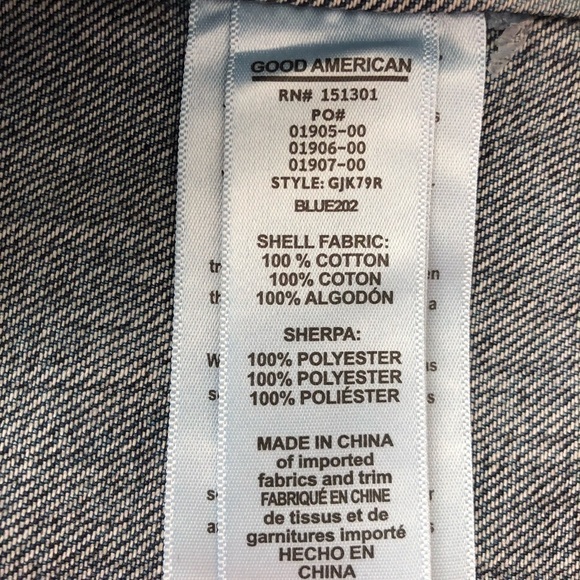 GOOD AMERICAN
RN# 151301
PO#
01905-00
01906-00
01907-00
STYLE: GJK79R
BLUE202
SHELL FABRIC:
100 % COTTON
100% COTON
100% ALGODÓN
SHERPA:
100% POLYESTER
100% POLYESTER
100% POLIÉSTER
MADE IN CHINA
of imported
fabrics and trim
FABRIQUÉ EN CHINE
de tissus et de
garnitures importé
HECHO EN
CHINA